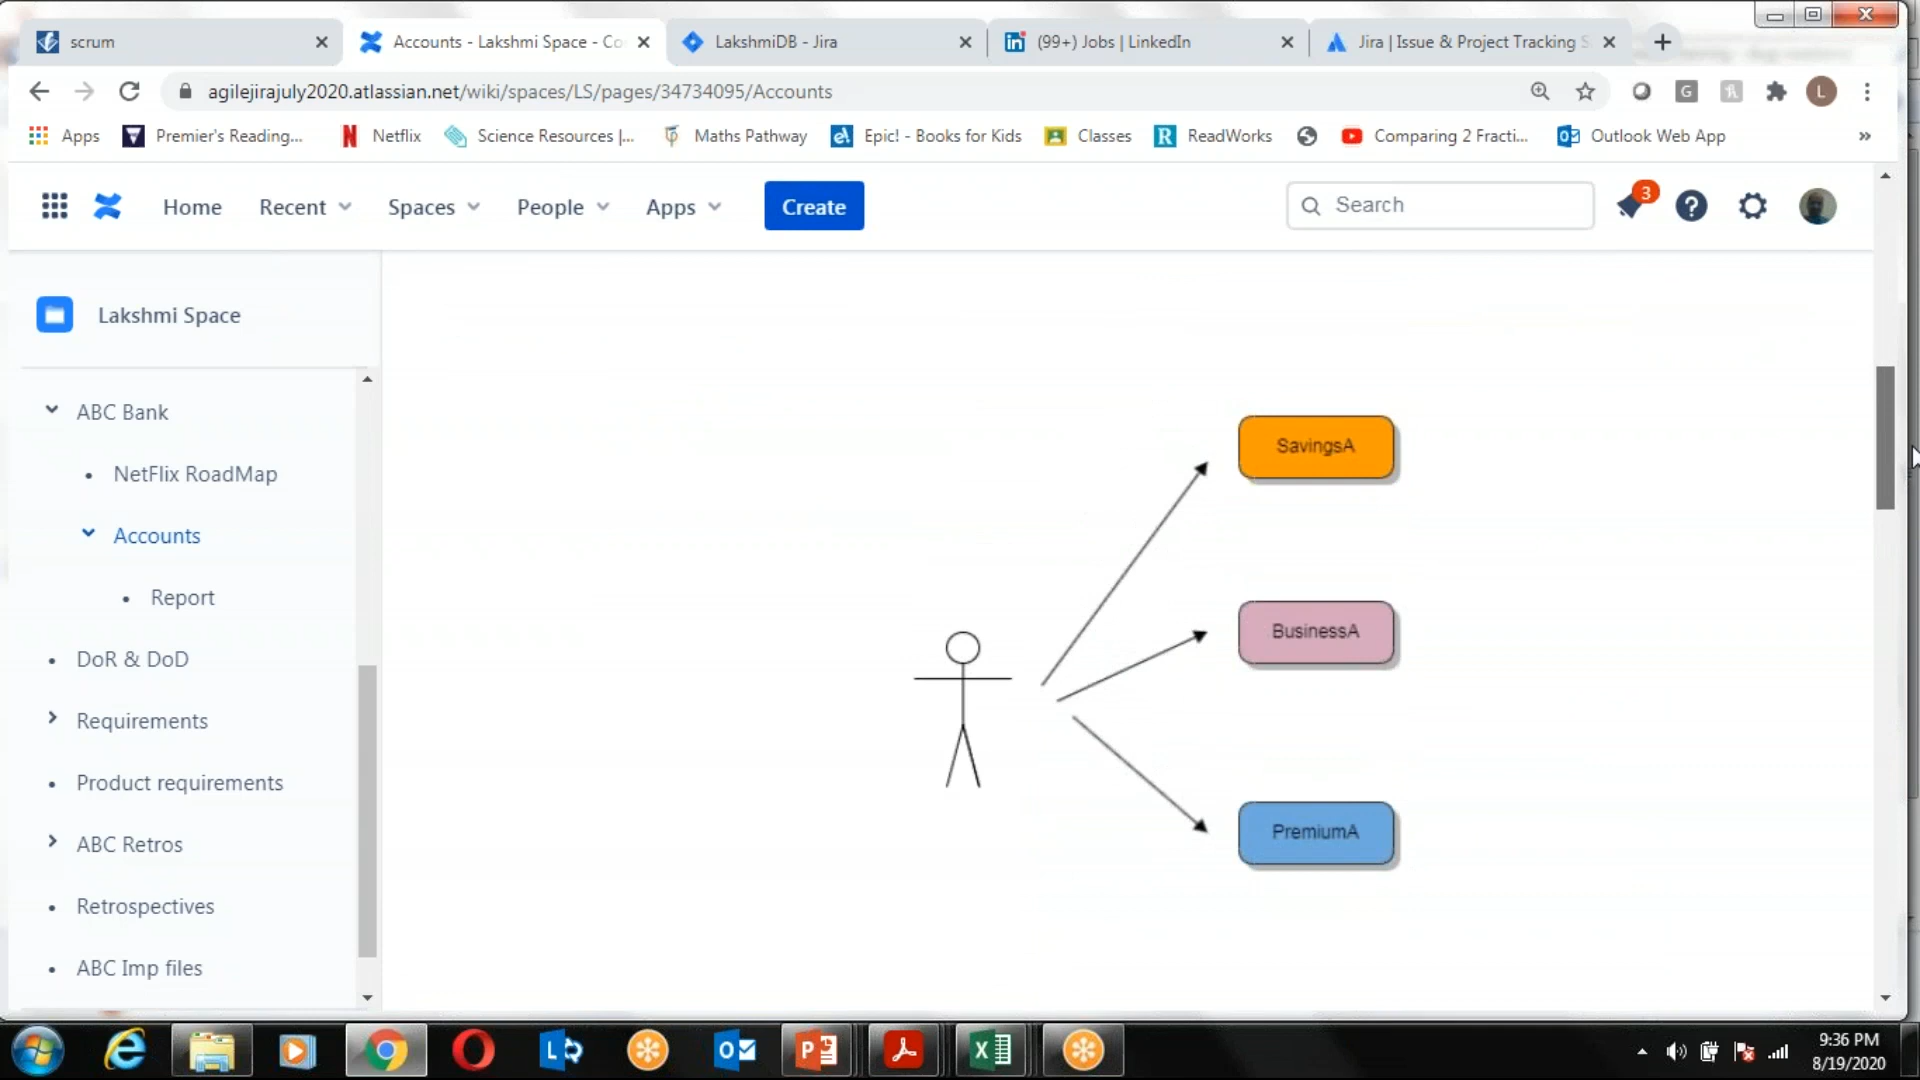 scrum
Accounts - Lakshmi Space - Co
LakshmiDB - Jira
(99+) Jobs | LinkedIn
Jira | Issue & Project Tracking S
agilejirajuly2020.atlassian.net/wiki/spaces/LS/pages/34734095/Accounts
G
L
Apps
Premier's Reading...
Netflix
Science Resources |...
Maths Pathway
Epic! - Books for Kids
Classes
ReadWorks
Comparing 2 Fracti...
Outlook Web App
»
Home
Recent
Spaces
People
Apps
Create
Search
3
Lakshmi Space
ABC Bank
NetFlix RoadMap
Accounts
Report
DoR & DoD
Requirements
Product requirements
ABC Retros
Retrospectives
ABC Imp files
SavingsA
BusinessA
PremiumA
9:36 PM
8/19/2020